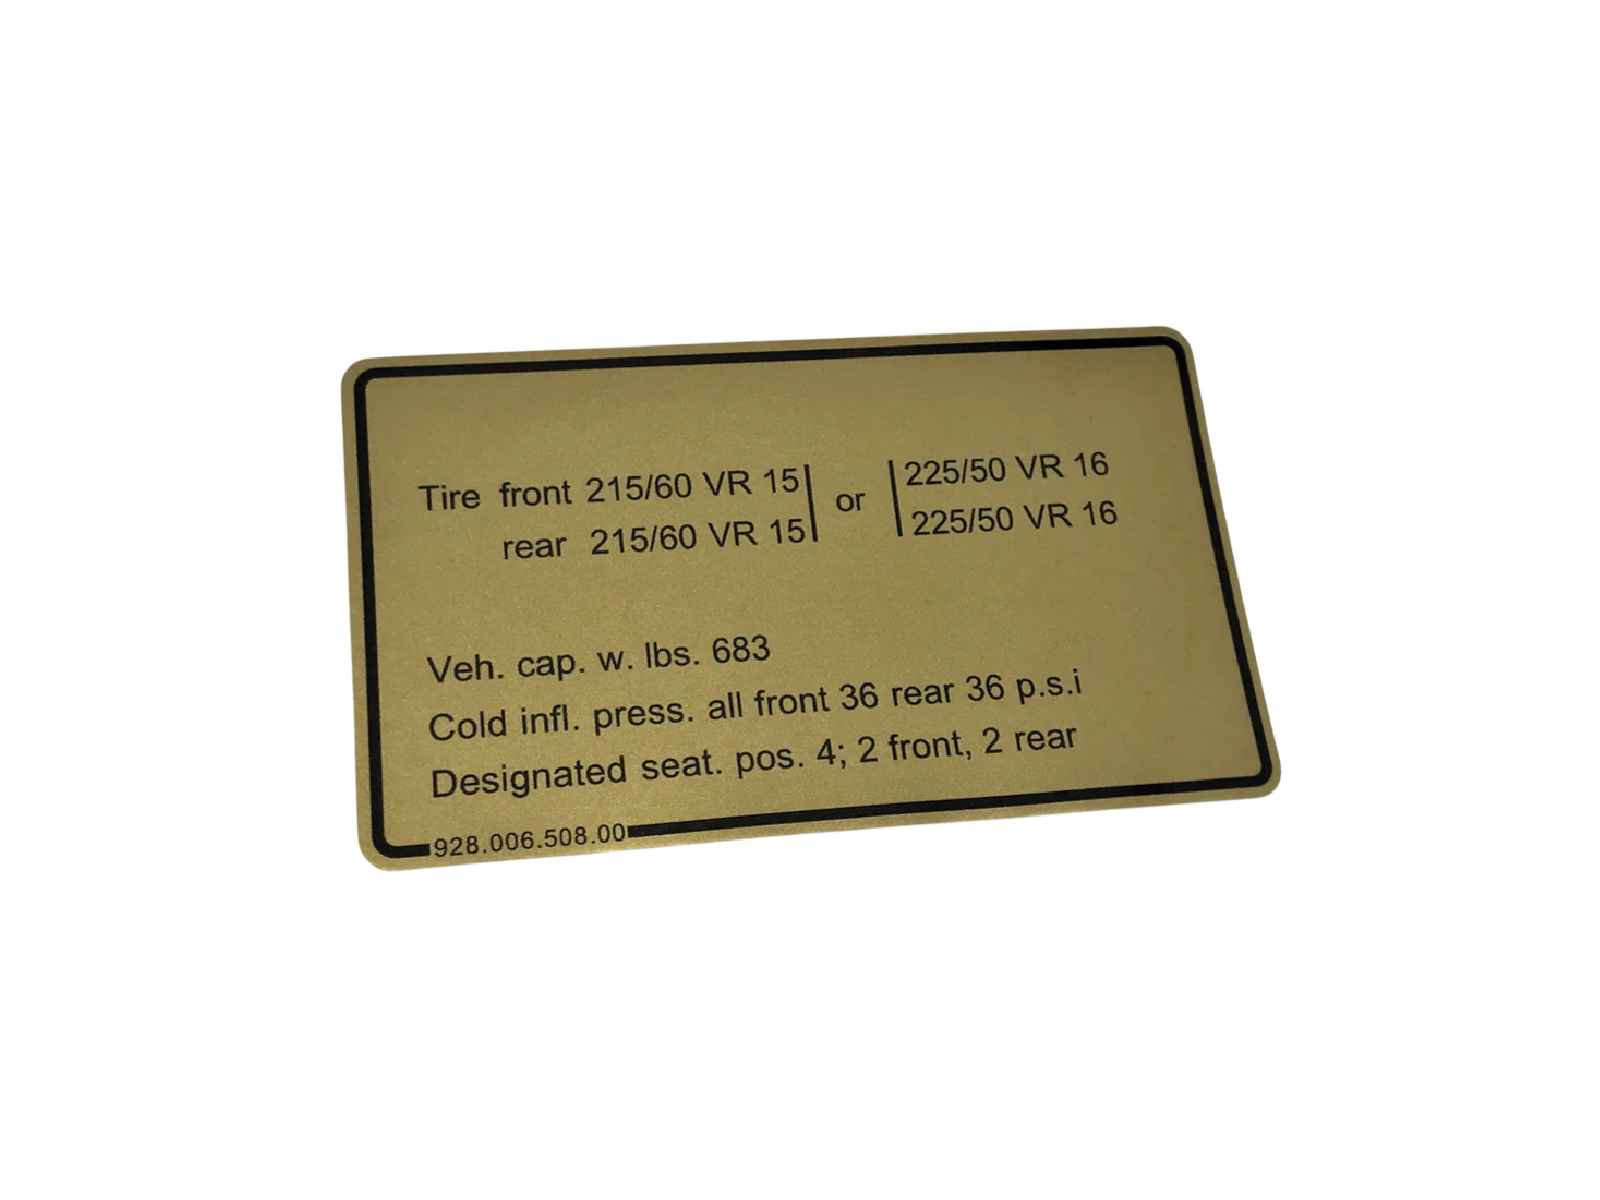 Tire front 215/60 VR 15 or 225/50 VR 16
rear 215/60 VR 15 225/50 VR 16
Veh. cap. w. lbs. 683
Cold infl. press. all front 36 rear 36 p.s.i
Designated seat. pos. 4; 2 front, 2 rear
928.006.508.00